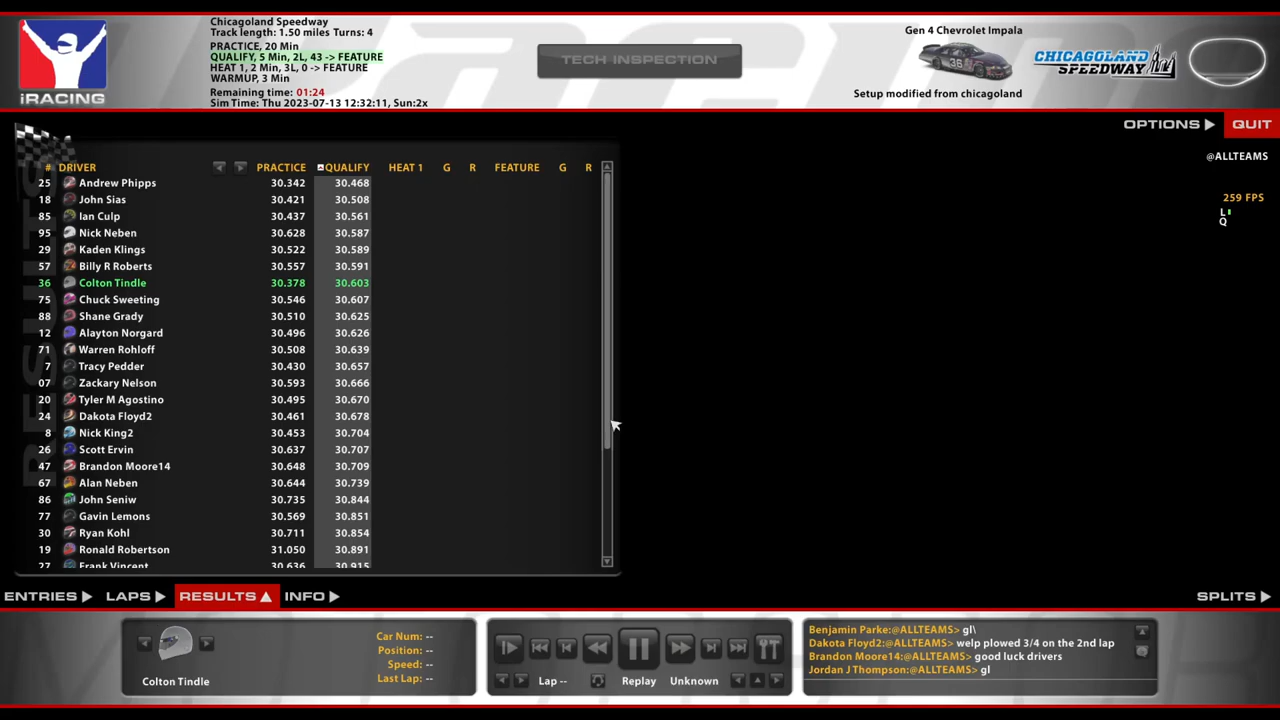 iRACING
Chicagoland Speedway
Track length: 1.50 miles Turns: 4
PRACTICE, 20 Min
QUALIFY, 5 Min, 2L, 43 -> FEATURE
HEAT 1, 2 Min, 3L, 0 -> FEATURE
WARMUP, 3 Min
Remaining time: 01:24
Sim Time: Thu 2023-07-13 12:32:11, Sun:2x
TECH INSPECTION
Gen 4 Chevrolet Impala
36
CHICAGOLAND
SPEEDWAY
Setup modified from chicagoland
OPTIONS QUIT
@ALLTEAMS
259 FPS
L
Q
RESULTS
# DRIVER PRACTICE QUALIFY HEAT 1 G R FEATURE G R
25 Andrew Phipps 30.342 30.468
18 John Sias 30.421 30.508
85 Ian Culp 30.437 30.561
95 Nick Neben 30.628 30.587
29 Kaden Klings 30.522 30.589
57 Billy R Roberts 30.557 30.591
36 Colton Tindle 30.378 30.603
75 Chuck Sweeting 30.546 30.607
88 Shane Grady 30.510 30.625
12 Alayton Norgard 30.496 30.626
71 Warren Rohloff 30.508 30.639
7 Tracy Pedder 30.430 30.657
07 Zackary Nelson 30.593 30.666
20 Tyler M Agostino 30.495 30.670
24 Dakota Floyd2 30.461 30.678
8 Nick King2 30.453 30.704
26 Scott Ervin 30.637 30.707
47 Brandon Moore14 30.648 30.709
67 Alan Neben 30.644 30.739
86 John Seniw 30.735 30.844
77 Gavin Lemons 30.569 30.851
30 Ryan Kohl 30.711 30.854
19 Ronald Robertson 31.050 30.891
27 Frank Vincent 30.636 30.915
ENTRIES LAPS RESULTS INFO SPLITS
Colton Tindle
Car Num: --
Position: --
Speed: --
Last Lap: --
Lap -- Replay Unknown
Benjamin Parke:@ALLTEAMS> gl\
Dakota Floyd2:@ALLTEAMS> welp plowed 3/4 on the 2nd lap
Brandon Moore14:@ALLTEAMS> good luck drivers
Jordan J Thompson:@ALLTEAMS> gl